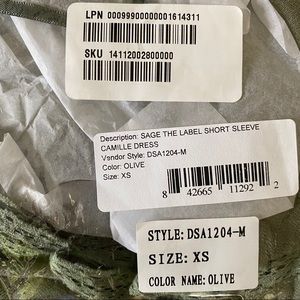 LPN 00099900000001614311
SKU 14112002800000
Description: SAGE THE LABEL SHORT SLEEVE
CAMILLE DRESS
Vendor Style: DSA1204-M
Color: OLIVE
Size: XS
8 42665 11292 2
STYLE: DSA1204-M
SIZE: XS
COLOR NAME: OLIVE